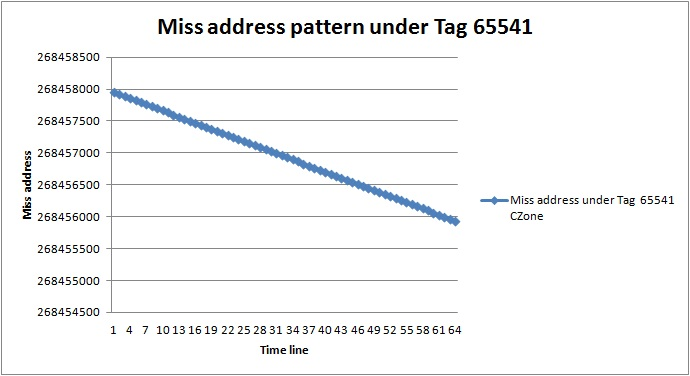 Miss address pattern under Tag 65541
268458500
268458000
268457500
268457000
268456500
268456000
268455500
268455000
268454500
Miss address
1 4 7 10 13 16 19 22 25 28 31 34 37 40 43 46 49 52 55 58 61 64
Time line
Miss address under Tag 65541
CZone